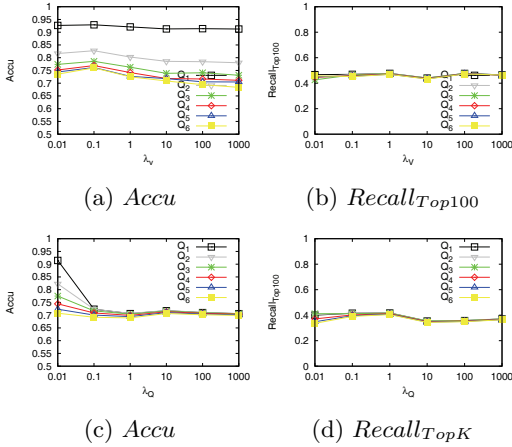 1
0.95
0.9
0.85
0.8
0.75
0.7
0.65
0.6
0.55
0.5
Accu
0.01 0.1 1 10 100 1000
λv
Q1
Q2
Q3
Q4
Q5
Q6
(a) Accu
1
0.8
0.6
0.4
0.2
0
Recall Top100
0.01 0.1 1 10 100 1000
λV
Q1
Q2
Q3
Q4
Q5
Q6
(b) RecallTop100
1
0.95
0.9
0.85
0.8
0.75
0.7
0.65
0.6
0.55
0.5
Accu
0.01 0.1 1 10 100 1000
λQ
Q1
Q2
Q3
Q4
Q5
Q6
(c) Accu
1
0.8
0.6
0.4
0.2
0
Recall Top100
0.01 0.1 1 10 100 1000
λQ
Q1
Q2
Q3
Q4
Q5
Q6
(d) RecallTopK